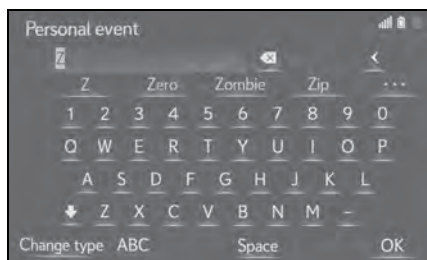 Personal event
Z
Z Zero Zombie Zip ...
1 2 3 4 5 6 7 8 9 0
Q W E R T Y U I O P
A S D F G H J K L
Z X C V B N M -
Change type ABC Space OK